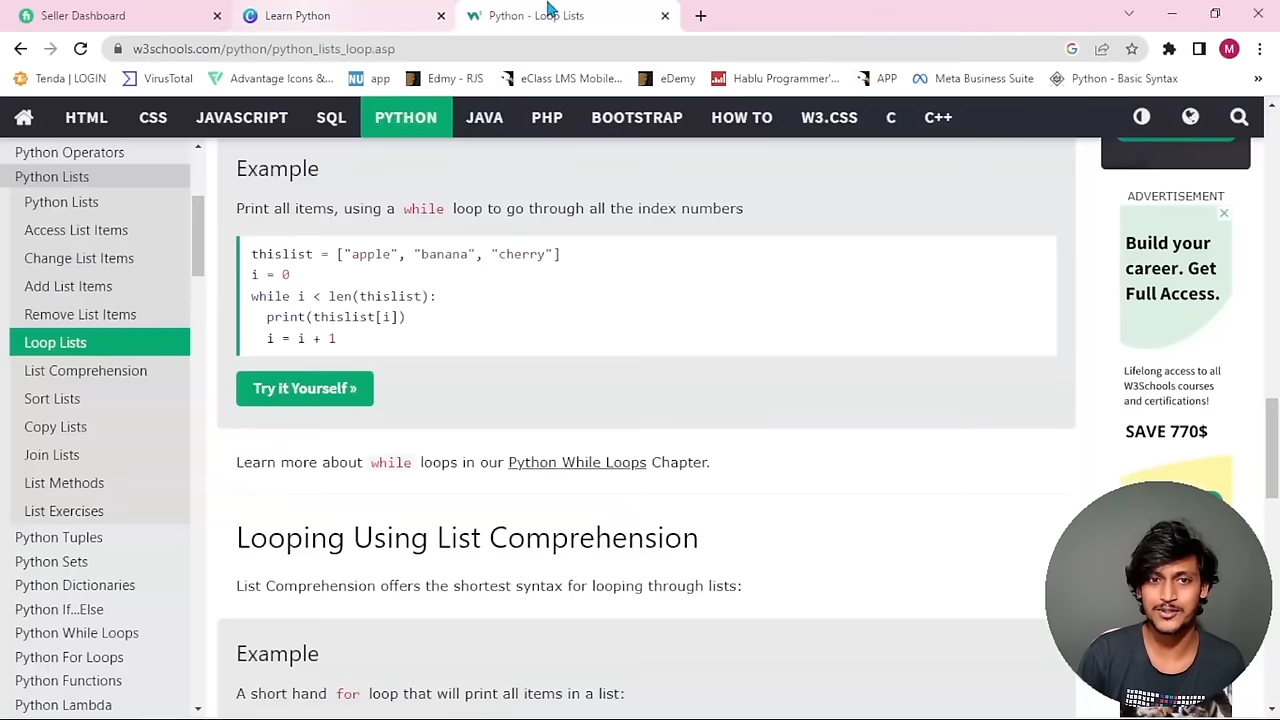 Seller Dashboard
Learn Python
Python - Loop Lists
w3schools.com/python/python_lists_loop.asp
M
Tenda | LOGIN
VirusTotal
Advantage Icons &...
NU app
Edmy - RJS
eClass LMS Mobile...
eDemy
Hablu Programmer'...
APP
Meta Business Suite
Python - Basic Syntax
»
HTML
CSS
JAVASCRIPT
SQL
PYTHON
JAVA
PHP
BOOTSTRAP
HOW TO
W3.CSS
C
C++
Python Operators
Python Lists
Python Lists
Access List Items
Change List Items
Add List Items
Remove List Items
Loop Lists
List Comprehension
Sort Lists
Copy Lists
Join Lists
List Methods
List Exercises
Python Tuples
Python Sets
Python Dictionaries
Python If...Else
Python While Loops
Python For Loops
Python Functions
Python Lambda
Example
Print all items, using a while loop to go through all the index numbers
thislist = ["apple", "banana", "cherry"]
i = 0
while i < len(thislist):
  print(thislist[i])
  i = i + 1
Try it Yourself »
Learn more about while loops in our Python While Loops Chapter.
Looping Using List Comprehension
List Comprehension offers the shortest syntax for looping through lists:
Example
A short hand for loop that will print all items in a list:
ADVERTISEMENT
Build your
career. Get
Full Access.
Lifelong access to all
W3Schools courses
and certifications!
SAVE 770$